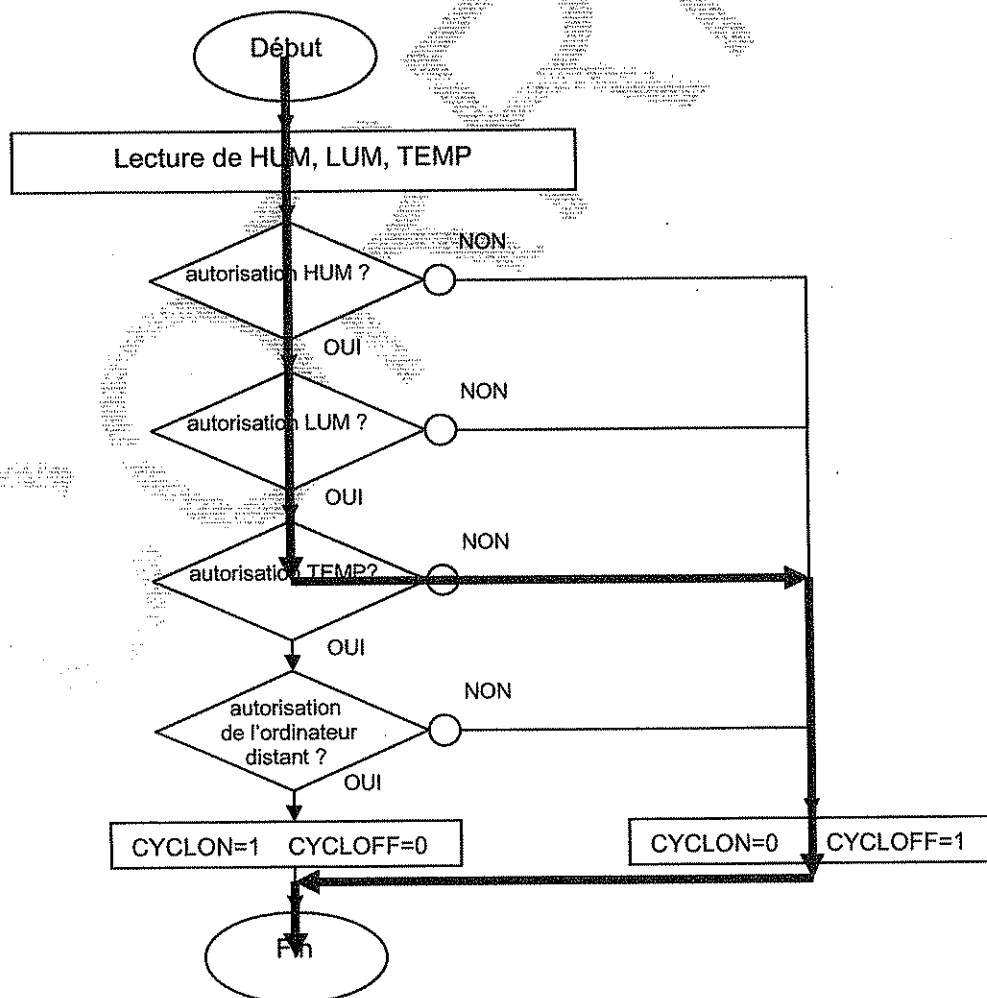 Début
Lecture de HUM, LUM, TEMP
autorisation HUM ?
NON
OUI
autorisation LUM ?
NON
OUI
autorisation TEMP?
NON
OUI
autorisation
de l'ordinateur
distant ?
NON
OUI
CYCLON=1 CYCLOFF=0
CYCLON=0 CYCLOFF=1
Fin